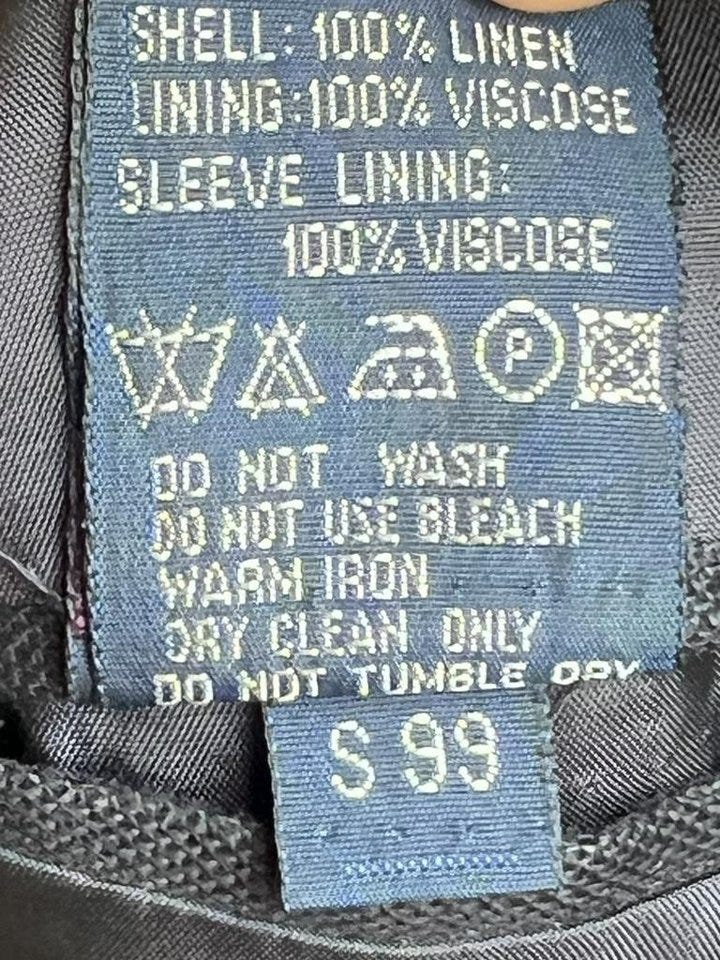 SHELL: 100% LINEN
LINING:100% VISCOSE
SLEEVE LINING:
100% VISCOSE
P
DO NOT WASH
DO NOT USE BLEACH
WARM IRON
DRY CLEAN ONLY
DO NOT TUMBLE DRY
S 99